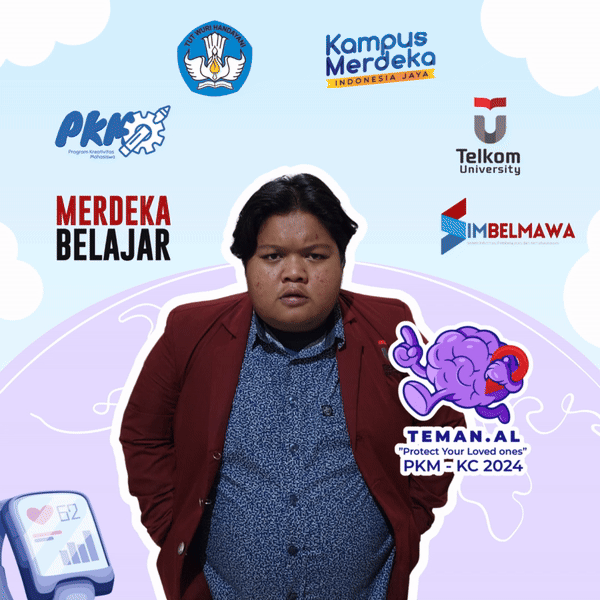 TUT WURI HANDAYANI
Kampus
Merdeka
INDONESIA JAYA
PKM
Program Kreativitas
Mahasiswa
Telkom
University
MERDEKA
BELAJAR
SIMBELMAWA
TEMAN.AL
"Protect Your Loved ones"
PKM - KC 2024